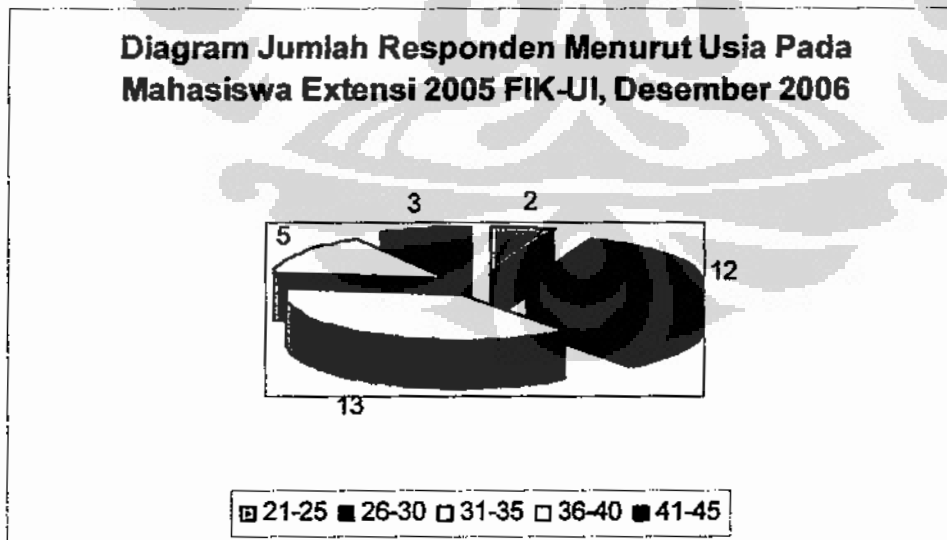 Diagram Jumlah Responden Menurut Usia Pada
Mahasiswa Extensi 2005 FIK-UI, Desember 2006
3 2
5
12
13
21-25 26-30 31-35 36-40 41-45